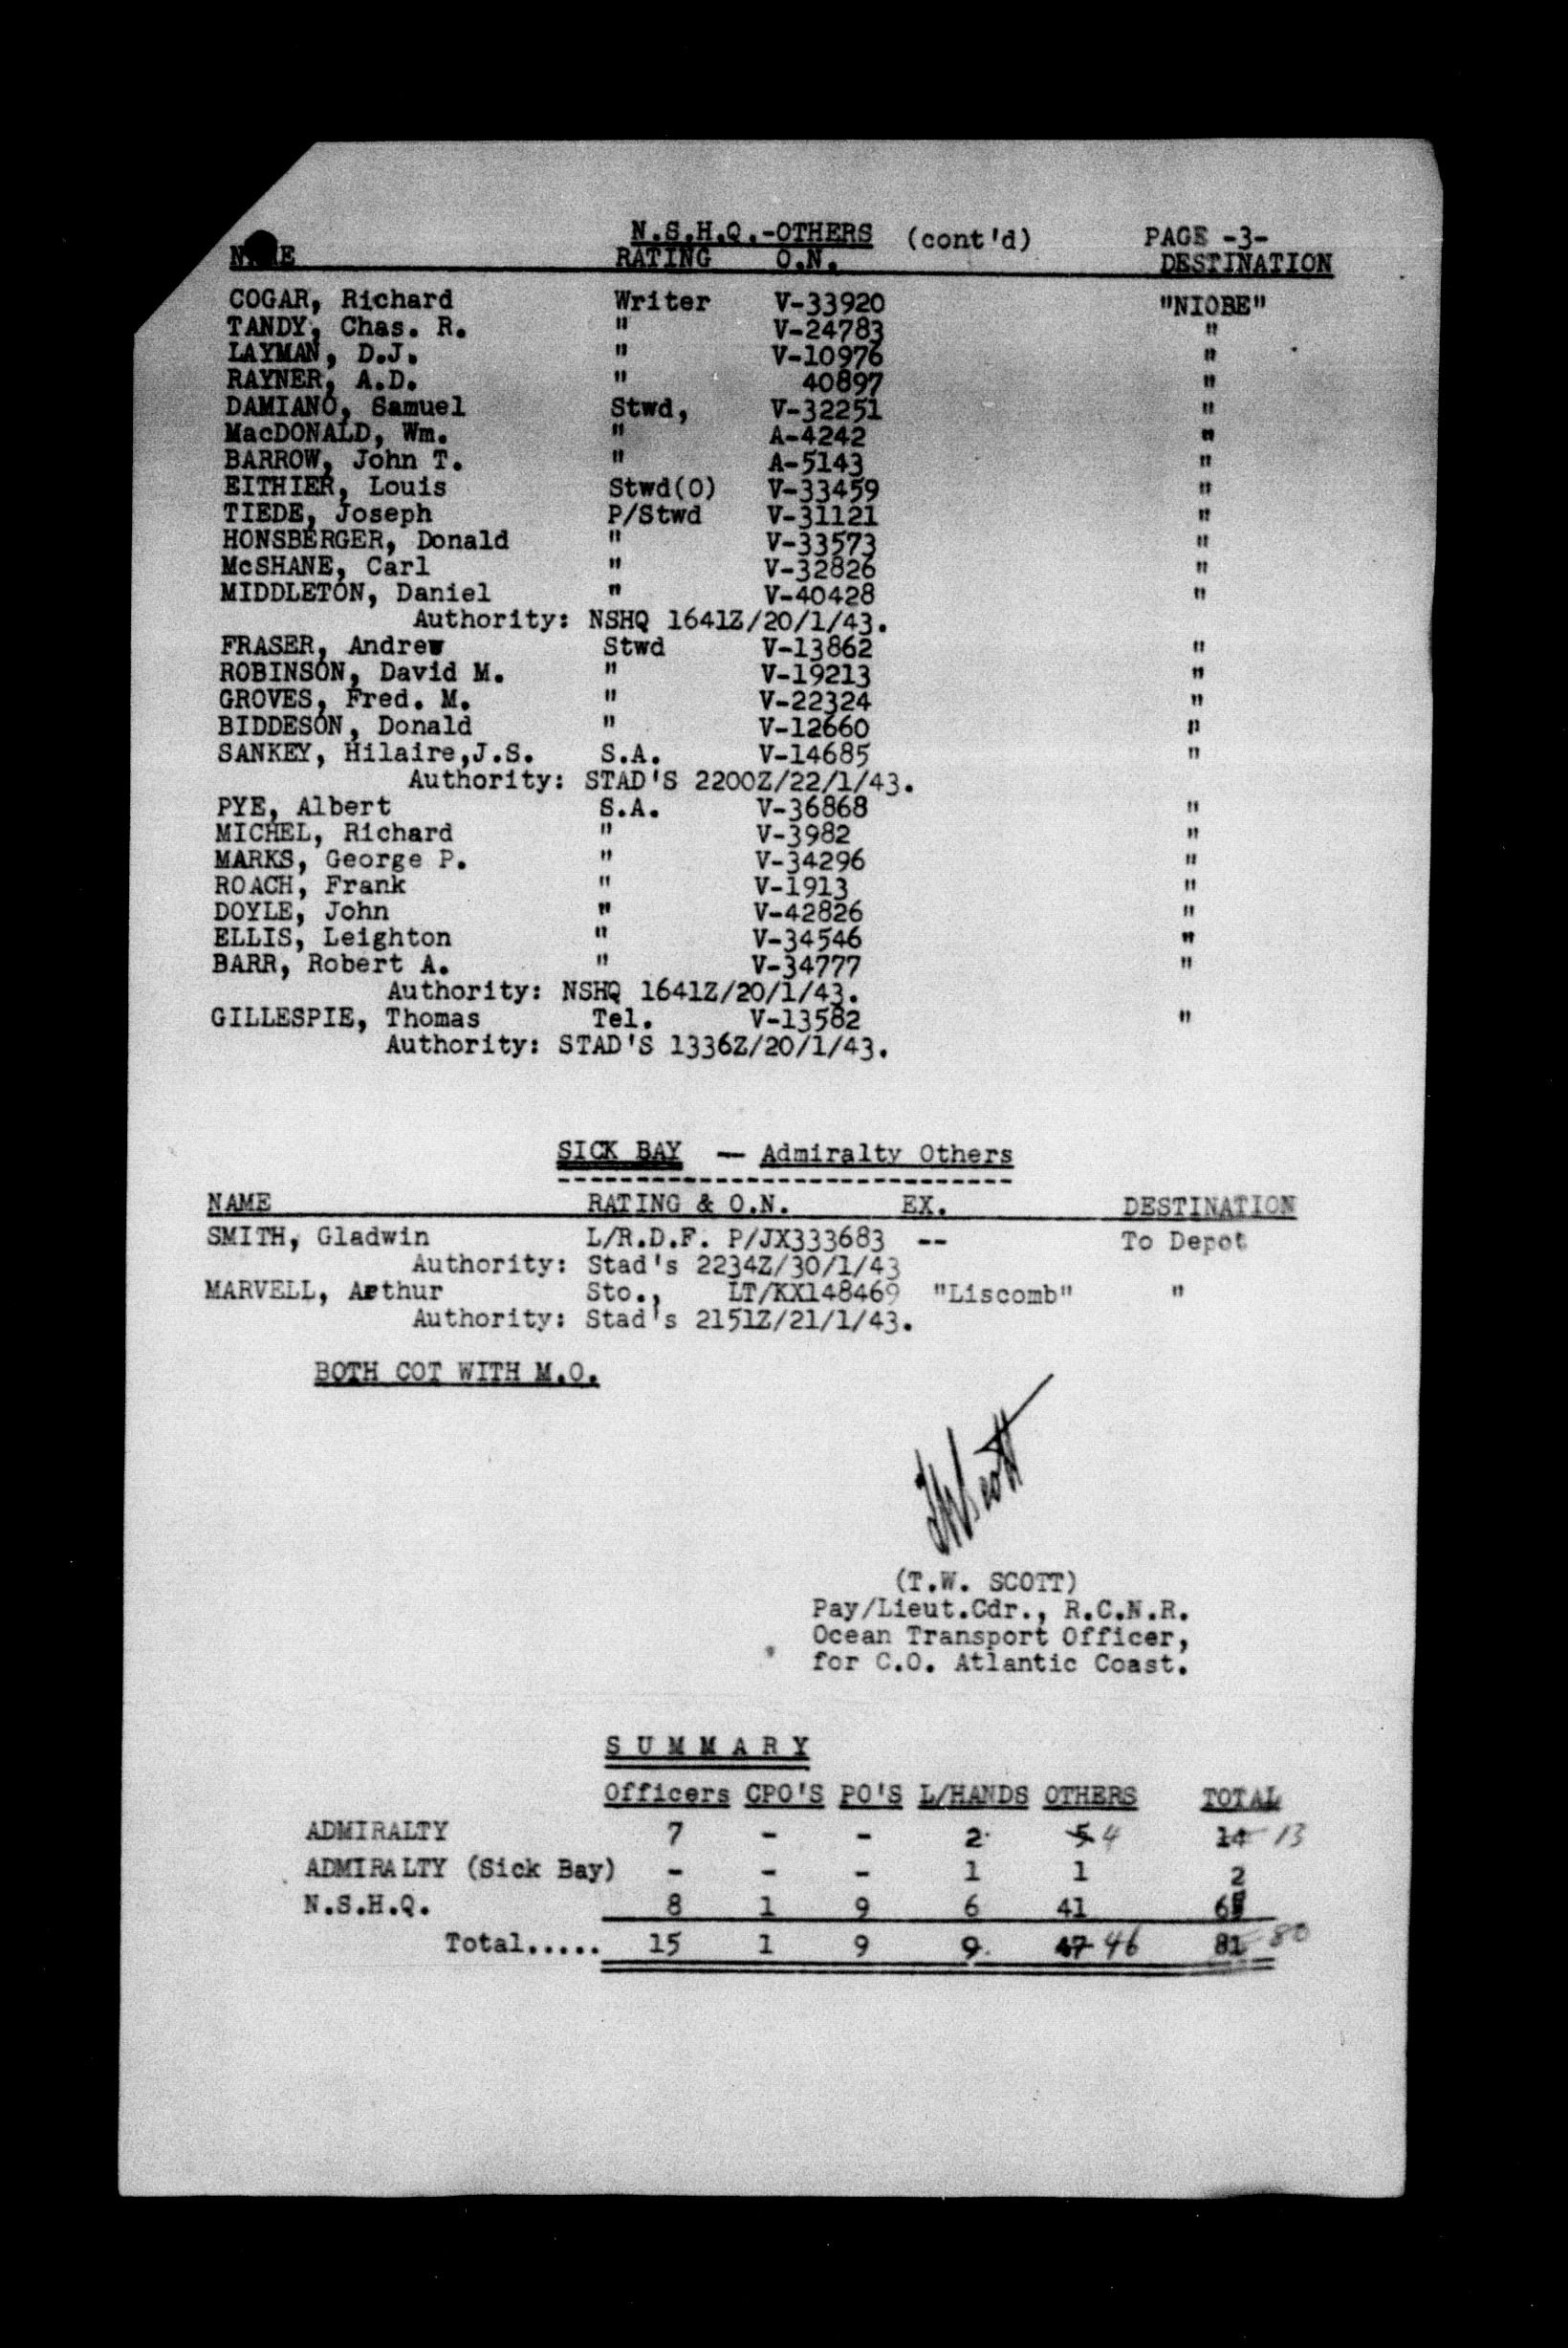 N.S.H.Q.-OTHERS (cont'd) PAGE -3-
NAME RATING O.N. DESTINATION
COGAR, Richard Writer V-33920 "NIOBE"
TANDY, Chas. R. " V-24783 "
LAYMAN, D.J. " V-10976 "
RAYNER, A.D. " 40897 "
DAMIANO, Samuel Stwd, V-32251 "
MacDONALD, Wm. " A-4242 "
BARROW, John T. " A-5143 "
EITHIER, Louis Stwd(O) V-33459 "
TIEDE, Joseph P/Stwd V-31121 "
HONSBERGER, Donald " V-33573 "
McSHANE, Carl " V-32826 "
MIDDLETON, Daniel " V-40428 "
Authority: NSHQ 1641Z/20/1/43.
FRASER, Andrew Stwd V-13862 "
ROBINSON, David M. " V-19213 "
GROVES, Fred. M. " V-22324 "
BIDDESON, Donald " V-12660 "
SANKEY, Hilaire,J.S. S.A. V-14685 "
Authority: STAD'S 2200Z/22/1/43.
PYE, Albert S.A. V-36868 "
MICHEL, Richard " V-3982 "
MARKS, George P. " V-34296 "
ROACH, Frank " V-1913 "
DOYLE, John " V-42826 "
ELLIS, Leighton " V-34546 "
BARR, Robert A. " V-34777 "
Authority: NSHQ 1641Z/20/1/43.
GILLESPIE, Thomas Tel. V-13582 "
Authority: STAD'S 1336Z/20/1/43.
SICK BAY — Admiralty Others
NAME RATING & O.N. EX. DESTINATION
SMITH, Gladwin L/R.D.F. P/JX333683 -- To Depot
Authority: Stad's 2234Z/30/1/43
MARVELL, Arthur Sto., LT/KX148469 "Liscomb" "
Authority: Stad's 2151Z/21/1/43.
BOTH COT WITH M.O.
TWScott
(T.W. SCOTT)
Pay/Lieut.Cdr., R.C.N.R.
Ocean Transport Officer,
for C.O. Atlantic Coast.
SUMMARY
Officers CPO'S PO'S L/HANDS OTHERS TOTAL
ADMIRALTY 7 - - 2 5 4 14 13
ADMIRALTY (Sick Bay) - - - 1 1 2
N.S.H.Q. 8 1 9 6 41 65
Total..... 15 1 9 9 47 46 81 80